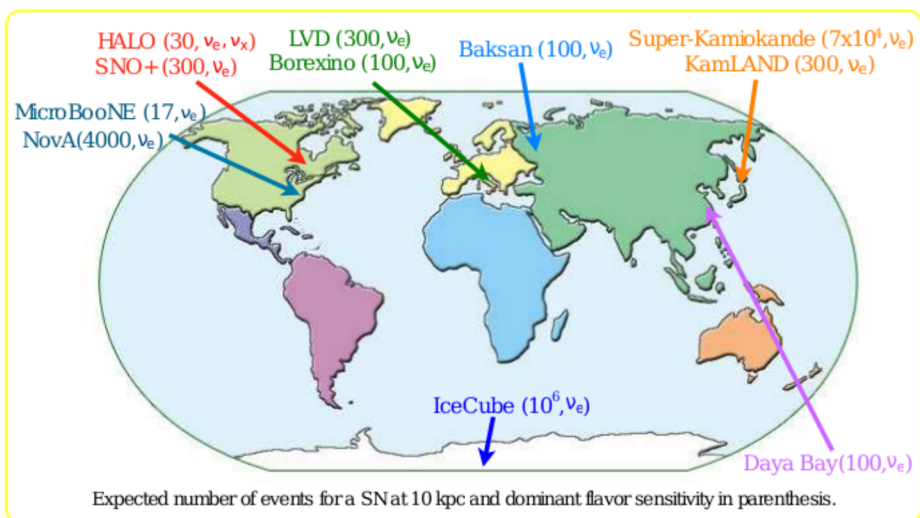 HALO (30, νe, νx)
SNO+ (300, νe)
LVD (300, νe)
Borexino (100, νe)
Baksan (100, νe)
Super-Kamiokande (7x10⁴, νe)
KamLAND (300, νe)
MicroBooNE (17, νe)
NovA(4000, νe)
IceCube (10⁶, νe)
Daya Bay(100, νe)
Expected number of events for a SN at 10 kpc and dominant flavor sensitivity in parenthesis.